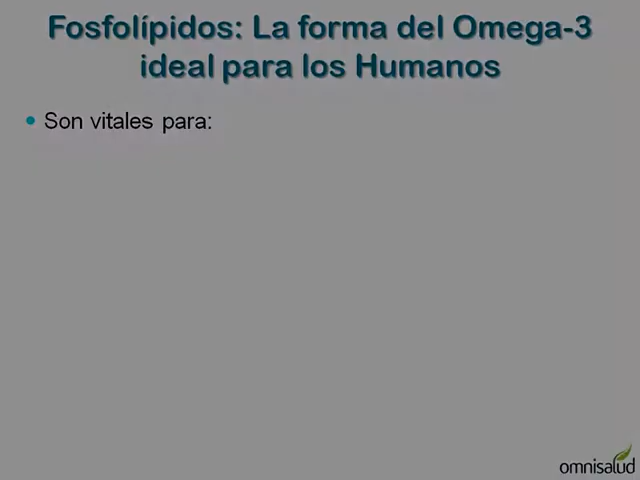 Fosfolípidos: La forma del Omega-3
ideal para los Humanos
• Son vitales para:
omnisalud